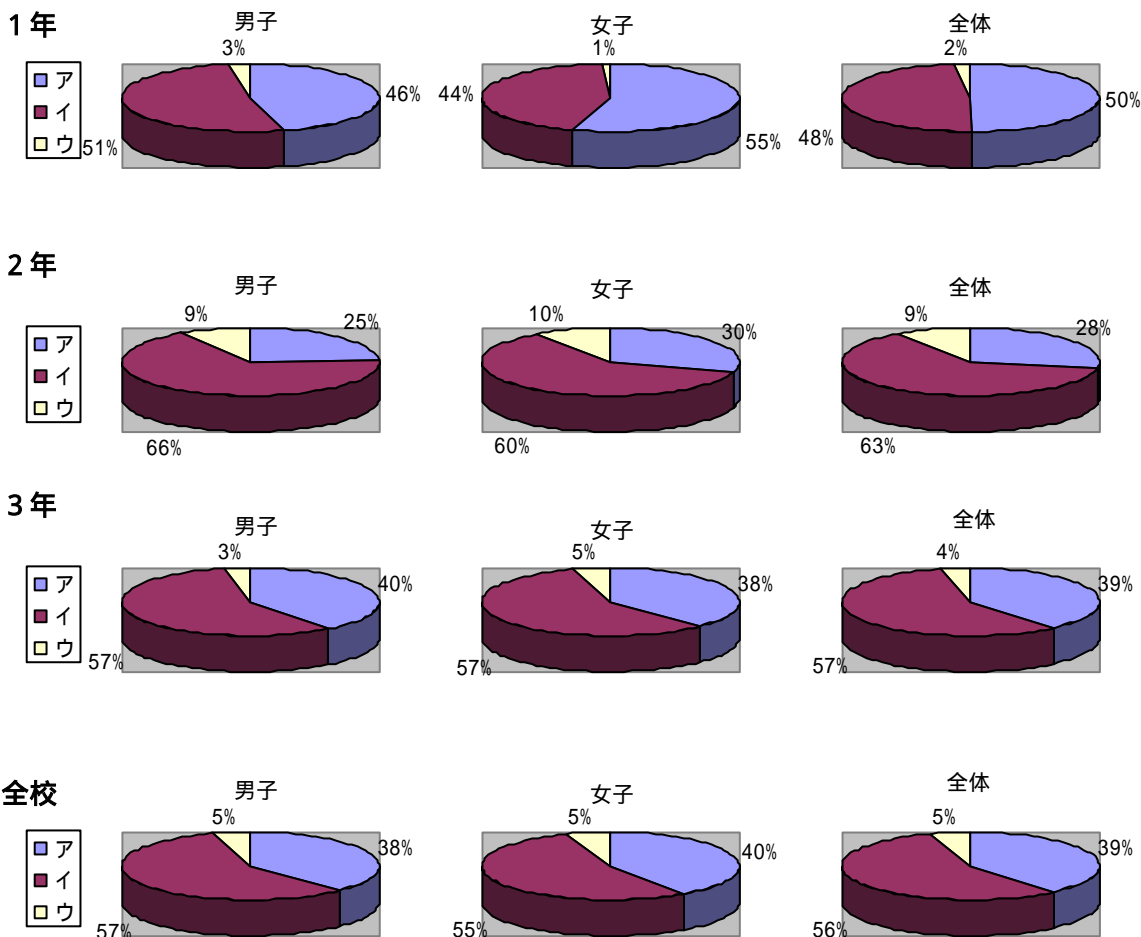 1年
男子
女子
全体
ア
イ
ウ
3%
46%
51%
1%
44%
55%
2%
50%
48%
2年
男子
女子
全体
ア
イ
ウ
9%
25%
66%
10%
30%
60%
9%
28%
63%
3年
男子
女子
全体
ア
イ
ウ
3%
40%
57%
5%
38%
57%
4%
39%
57%
全校
男子
女子
全体
ア
イ
ウ
5%
38%
57%
5%
40%
55%
5%
39%
56%